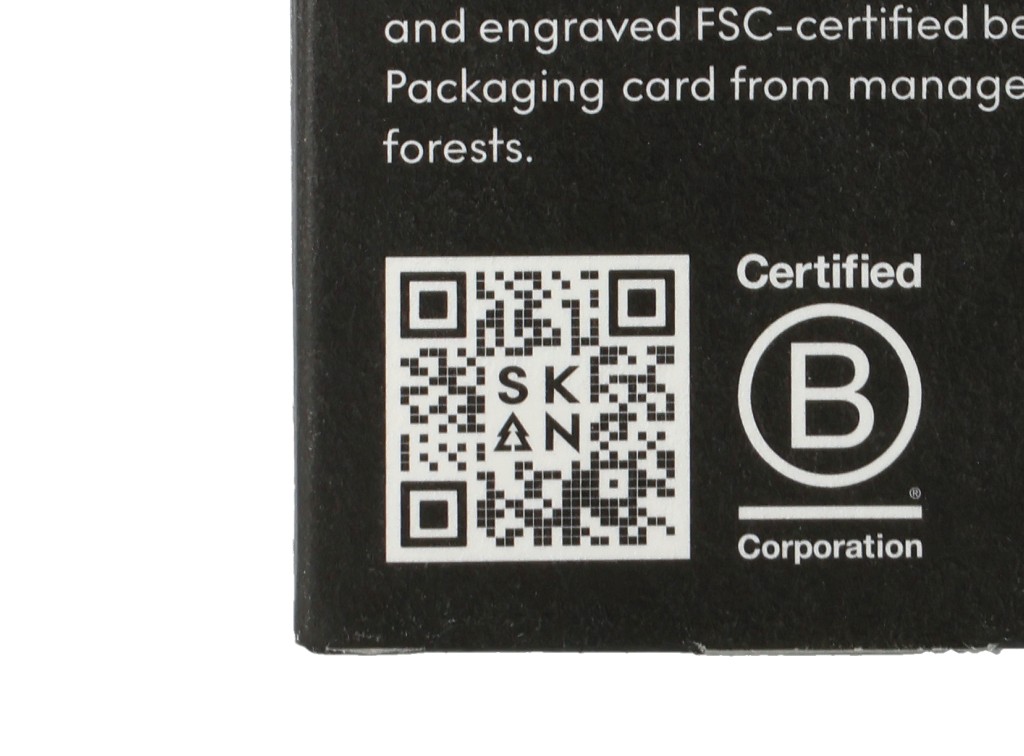 and engraved FSC-certified be
Packaging card from manage
forests.
SK
AN
Certified
B
®
Corporation